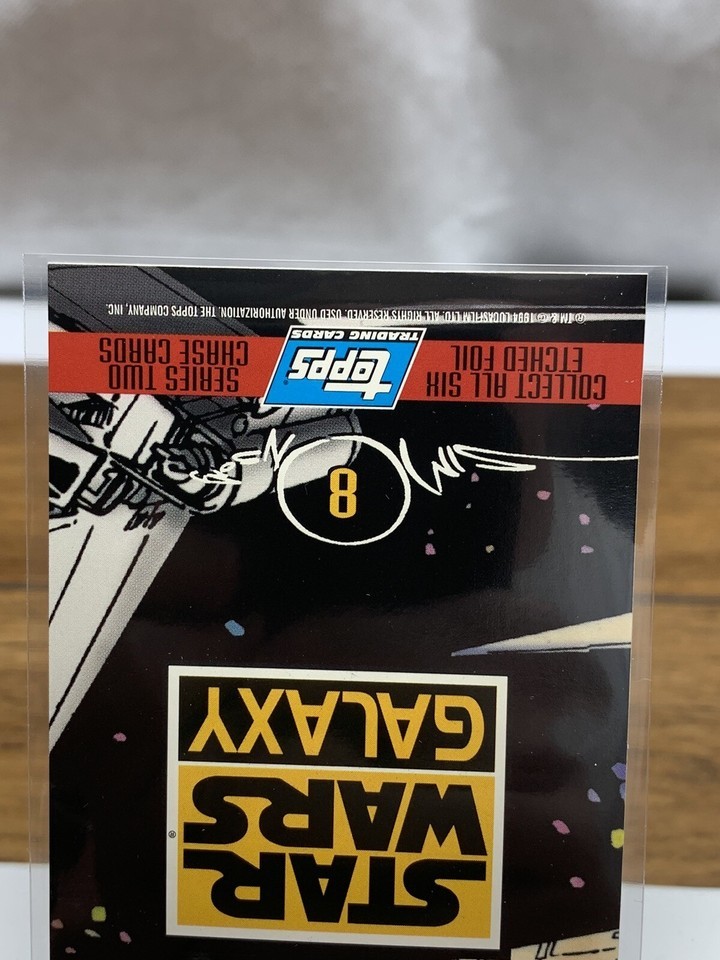 STAR
WARS®
GALAXY
8
Simonson
COLLECT ALL SIX
ETCHED FOIL
topps®
TRADING CARDS
SERIES TWO
CHASE CARDS
®TM & © 1994 LUCASFILM LTD. ALL RIGHTS RESERVED. USED UNDER AUTHORIZATION. THE TOPPS COMPANY, INC.